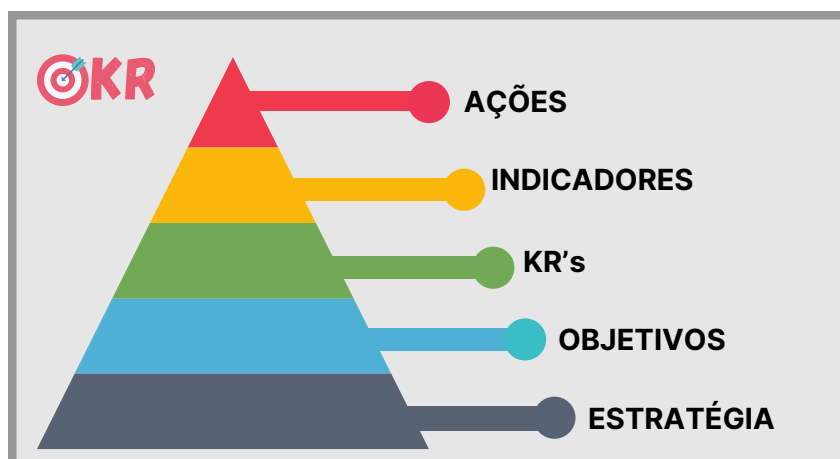 OKR
AÇÕES
INDICADORES
KR’s
OBJETIVOS
ESTRATÉGIA